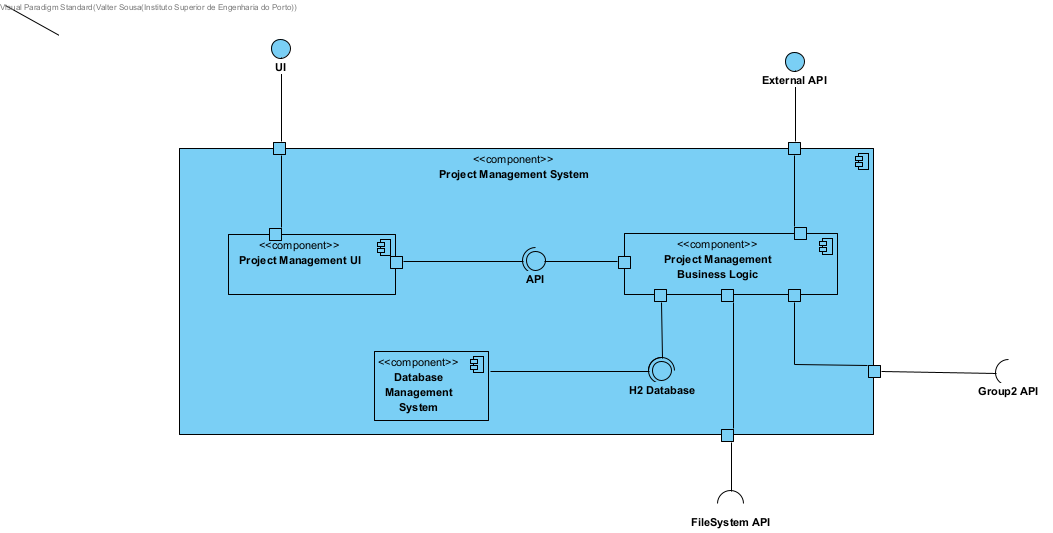 Visual Paradigm Standard(Valter Sousa(Instituto Superior de Engenharia do Porto))
UI
External API
<<component>>
Project Management System
<<component>>
Project Management UI
<<component>>
Project Management
Business Logic
API
<<component>>
Database
Management
System
H2 Database
Group2 API
FileSystem API